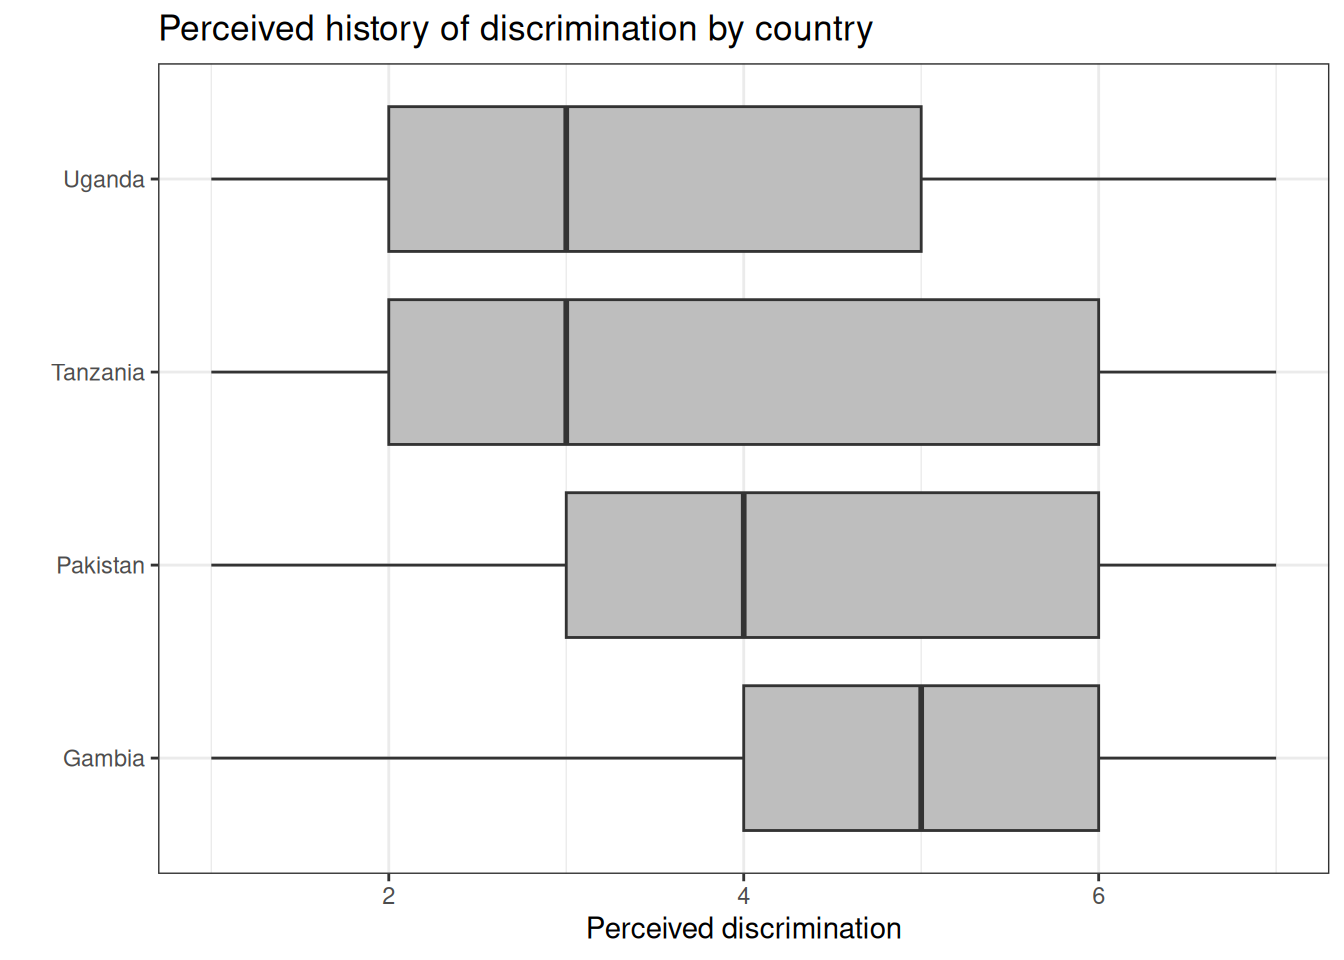 Perceived history of discrimination by country
Uganda
Tanzania
Pakistan
Gambia
2 4 6
Perceived discrimination